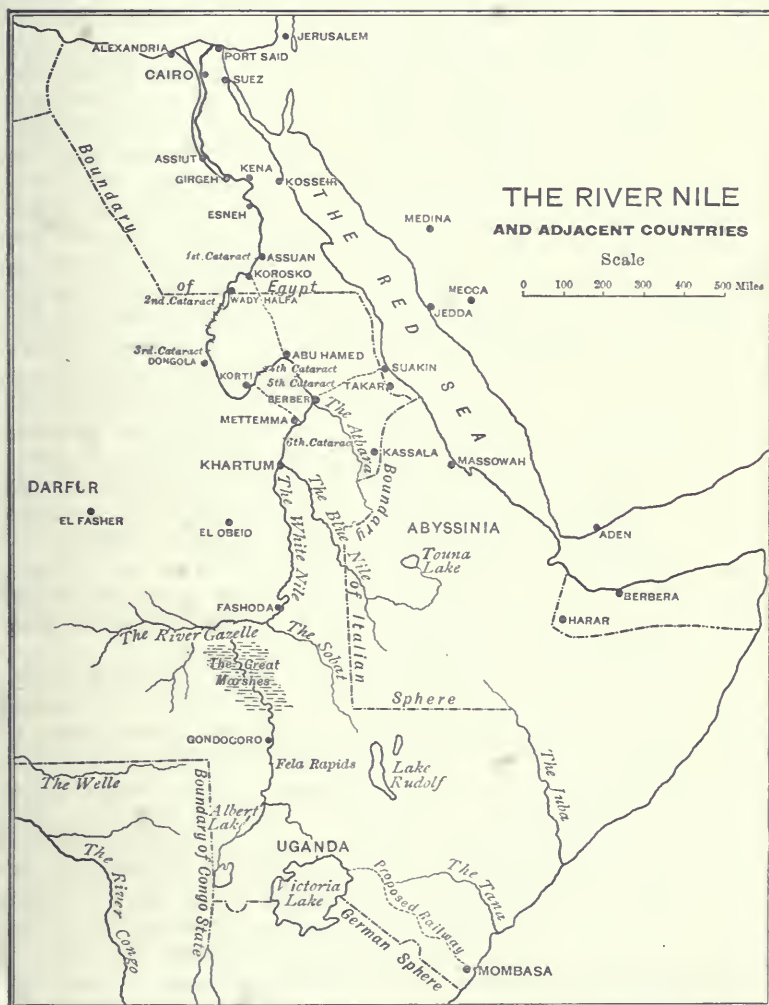 THE RIVER NILE
AND ADJACENT COUNTRIES
Scale
0 100 200 300 400 500 Miles
JERUSALEM
ALEXANDRIA
PORT SAID
CAIRO
SUEZ
Boundary
of Egypt
ASSIUT
GIRGEH
KENA
KOSSEIR
ESNEH
THE RED SEA
MEDINA
MECCA
JEDDA
1st. Cataract
ASSUAN
KOROSKO
2nd. Cataract
WADY HALFA
3rd. Cataract
DONGOLA
ABU HAMED
4th Cataract
KORTI
5th Cataract
BERBER
SUAKIN
TAKAR
The Atbara
METTEMMA
6th. Cataract
KASSALA
MASSOWAH
KHARTUM
DARFUR
EL FASHER
EL OBEID
The White Nile
The Blue Nile
Boundary
of Italian
Sphere
ABYSSINIA
Touna
Lake
ADEN
BERBERA
HARAR
FASHODA
The River Gazelle
The Sobat
The Great
Marshes
GONDOCORO
Fela Rapids
Lake
Rudolf
The Juba
The Welle
Boundary of Congo State
Albert
Lake
UGANDA
Victoria
Lake
The River Congo
Proposed Railway
The Tana
German Sphere
MOMBASA